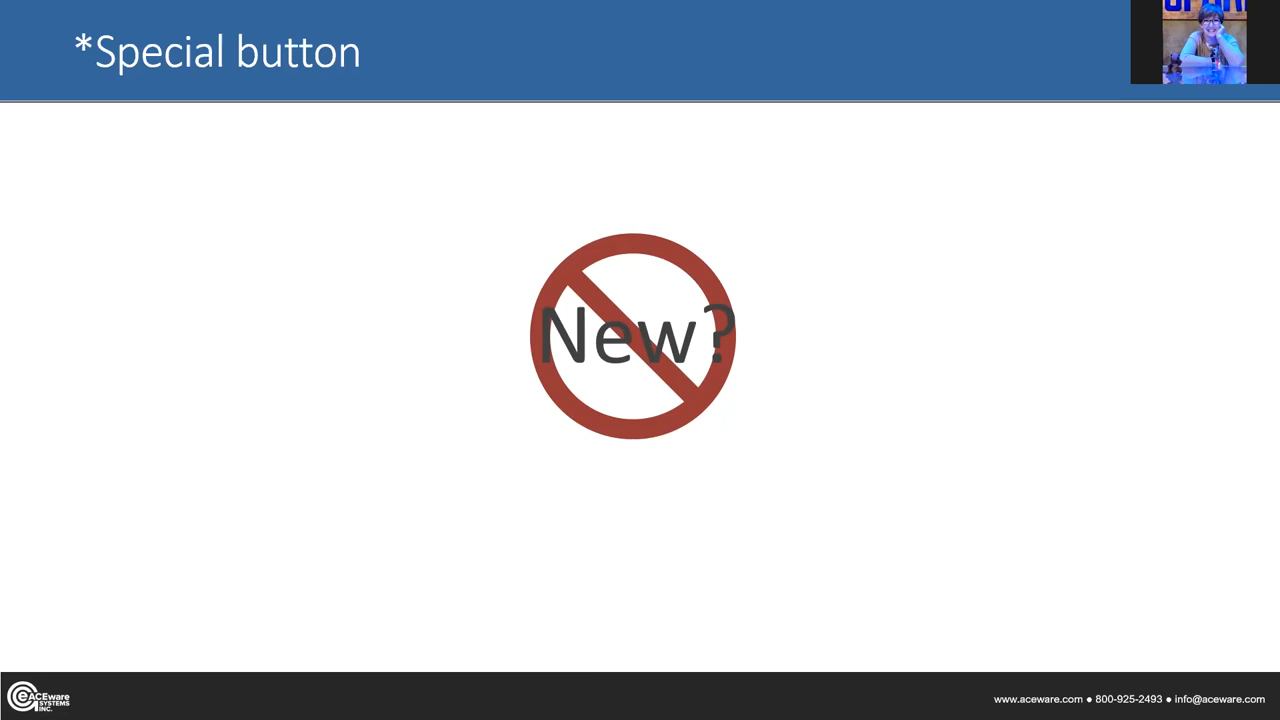 *Special button
New?
ACEware
SYSTEMS
INC.
www.aceware.com ● 800-925-2493 ● info@aceware.com